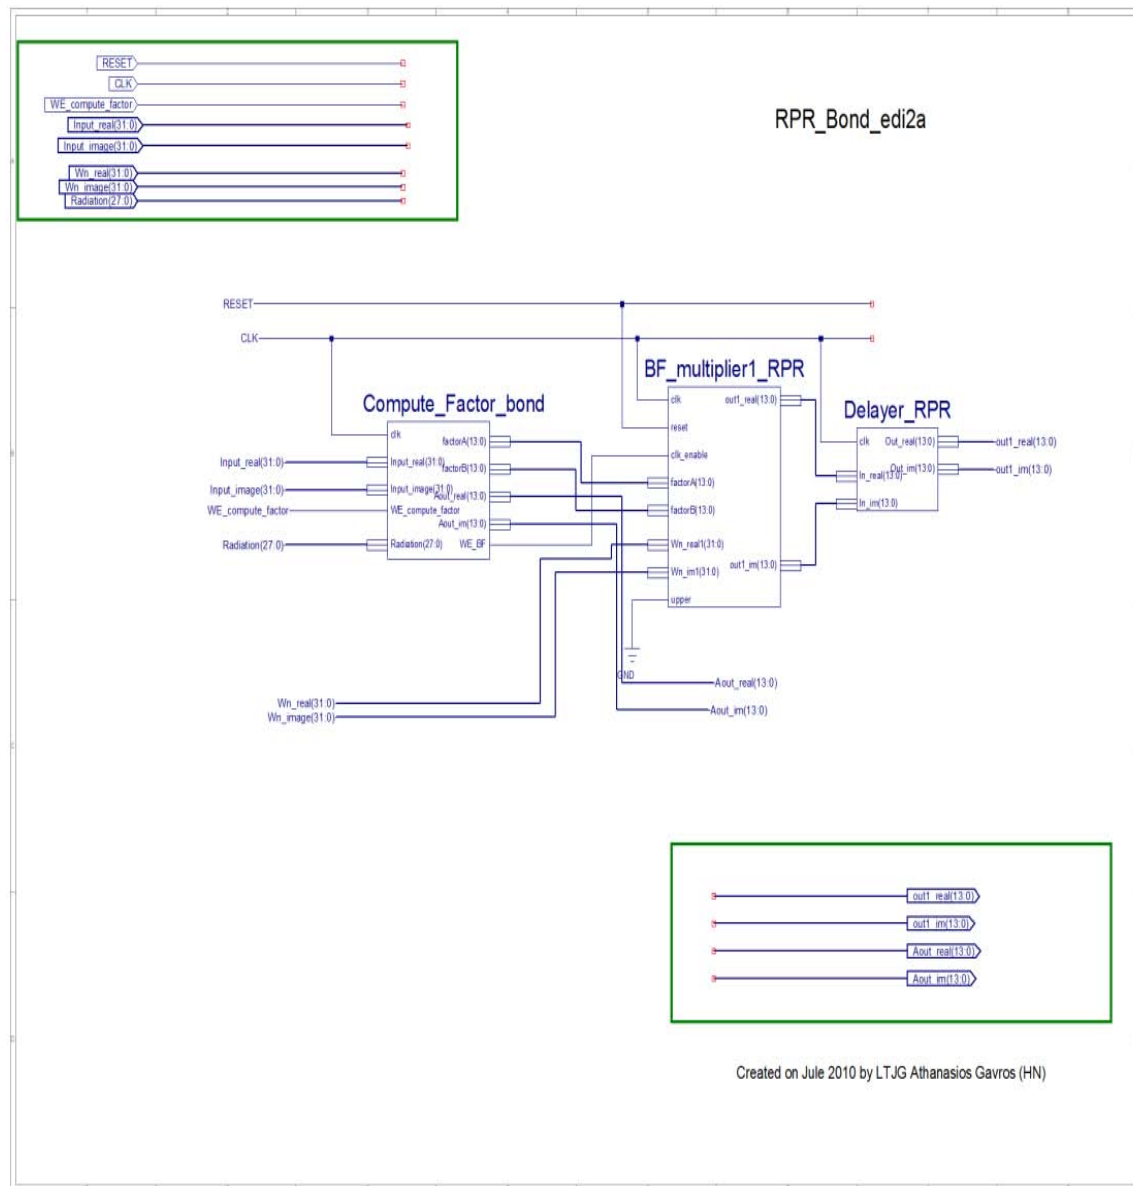 RESET
CLK
WE_compute_factor
Input_real(31:0)
Input_image(31:0)
Wn_real(31:0)
Wn_image(31:0)
Radiation(27:0)
RPR_Bond_edi2a
RESET
CLK
Compute_Factor_bond
clk
Input_real(31:0)
Input_image(31:0)
WE_compute_factor
Radiation(27:0)
factorA(13:0)
factorB(13:0)
Aout_real(13:0)
Aout_im(13:0)
WE_BF
Input_real(31:0)
Input_image(31:0)
WE_compute_factor
Radiation(27:0)
BF_multiplier1_RPR
clk
reset
clk_enable
factorA(13:0)
factorB(13:0)
Wn_real1(31:0)
Wn_im1(31:0)
upper
out1_real(13:0)
out1_im(13:0)
GND
Delayer_RPR
clk
In_real(13:0)
In_im(13:0)
Out_real(13:0)
Out_im(13:0)
out1_real(13:0)
out1_im(13:0)
Aout_real(13:0)
Aout_im(13:0)
Wn_real(31:0)
Wn_image(31:0)
out1_real(13:0)
out1_im(13:0)
Aout_real(13:0)
Aout_im(13:0)
Created on Jule 2010 by LTJG Athanasios Gavros (HN)